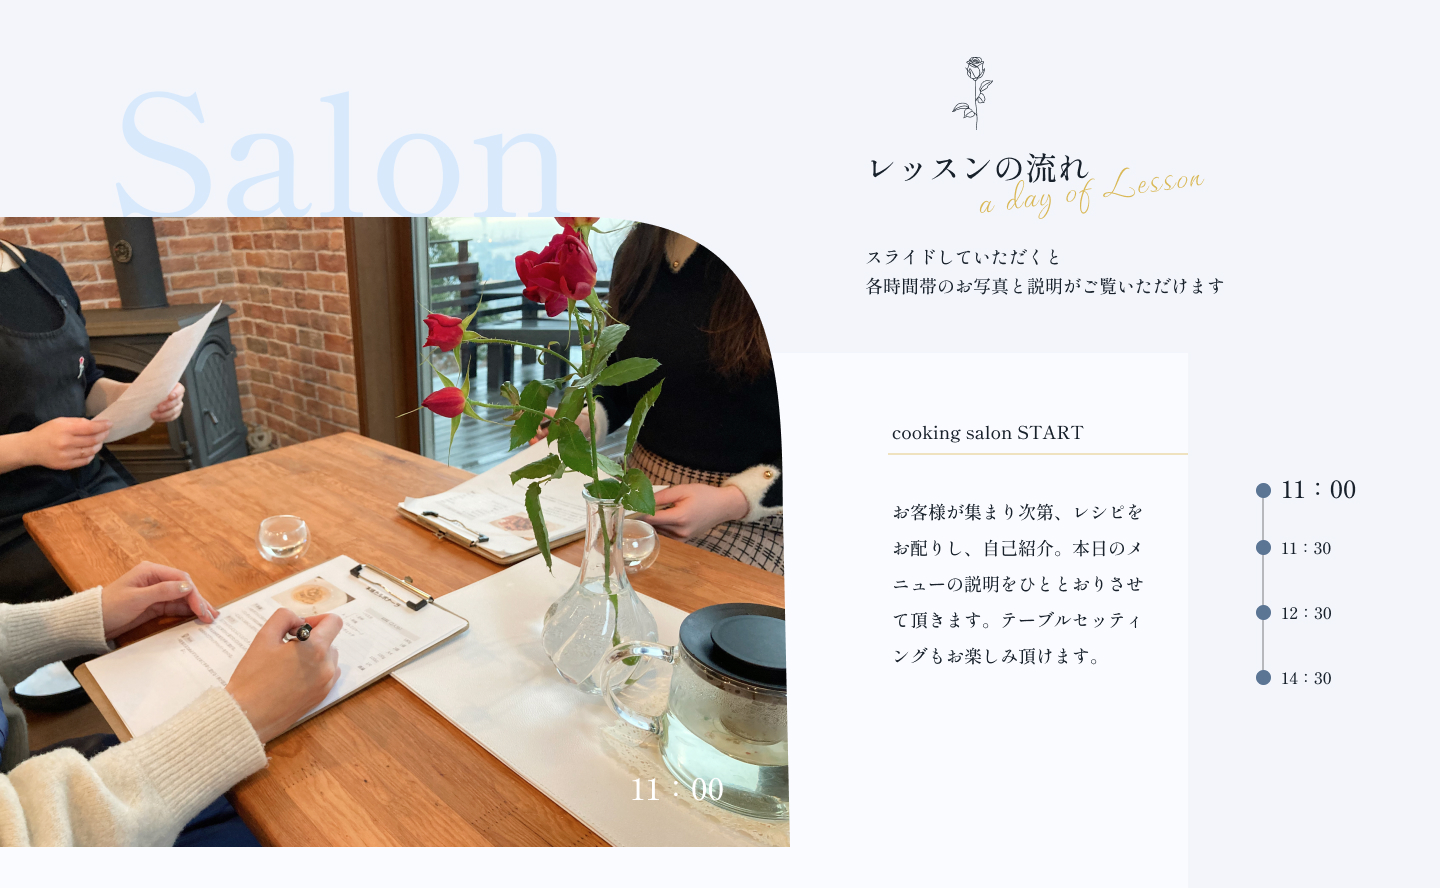 Salon
レッスンの流れ
a day of Lesson
スライドしていただくと
各時間帯のお写真と説明がご覧いただけます
cooking salon START
お客様が集まり次第、レシピを
お配りし、自己紹介。本日のメ
ニューの説明をひととおりさせ
て頂きます。テーブルセッティ
ングもお楽しみ頂けます。
11：00
11：30
12：30
14：30
11：00